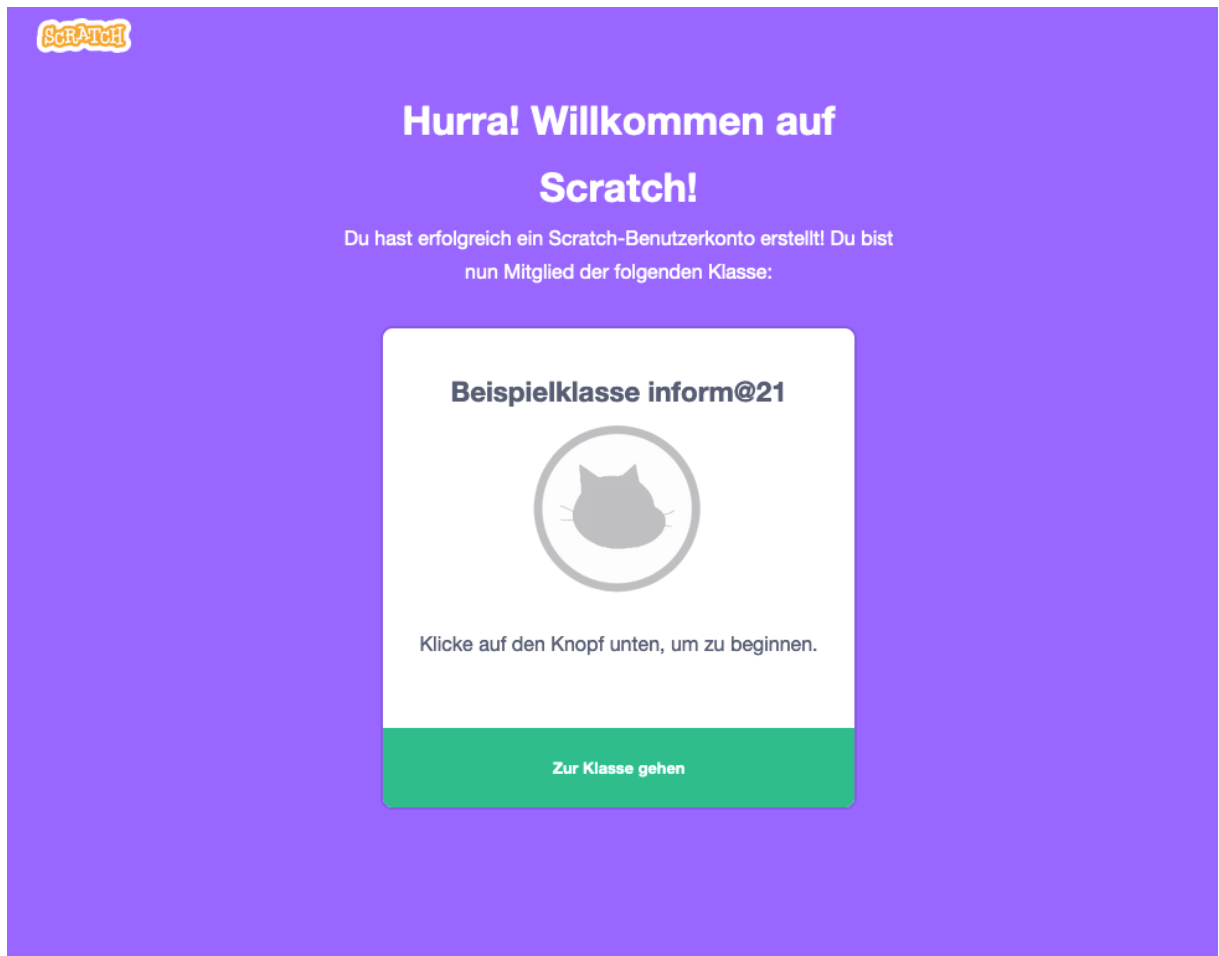 SCRATCH
Hurra! Willkommen auf
Scratch!
Du hast erfolgreich ein Scratch-Benutzerkonto erstellt! Du bist
nun Mitglied der folgenden Klasse:
Beispielklasse inform@21
Klicke auf den Knopf unten, um zu beginnen.
Zur Klasse gehen